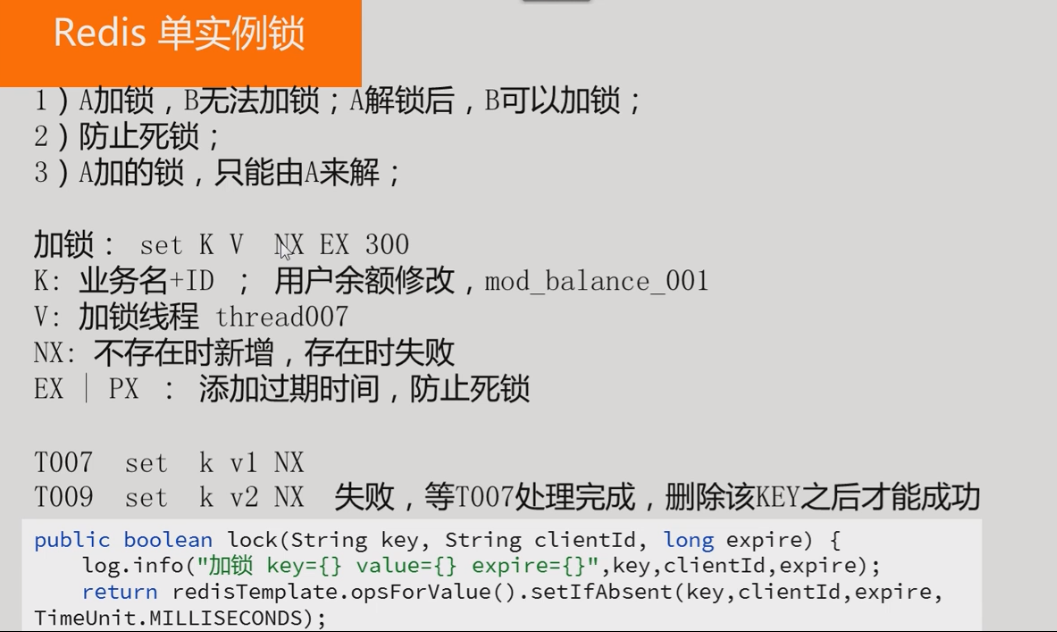 Redis 单实例锁
1）A加锁，B无法加锁；A解锁后，B可以加锁；
2）防止死锁；
3）A加的锁，只能由A来解；
加锁： set K V  NX EX 300
K: 业务名+ID ； 用户余额修改，mod_balance_001
V: 加锁线程 thread007
NX: 不存在时新增，存在时失败
EX | PX ： 添加过期时间，防止死锁
T007  set  k v1 NX
T009  set  k v2 NX  失败，等T007处理完成，删除该KEY之后才能成功
public boolean lock(String key, String clientId, long expire) {
    log.info("加锁 key={} value={} expire={}",key,clientId,expire);
    return redisTemplate.opsForValue().setIfAbsent(key,clientId,expire,
TimeUnit.MILLISECONDS);